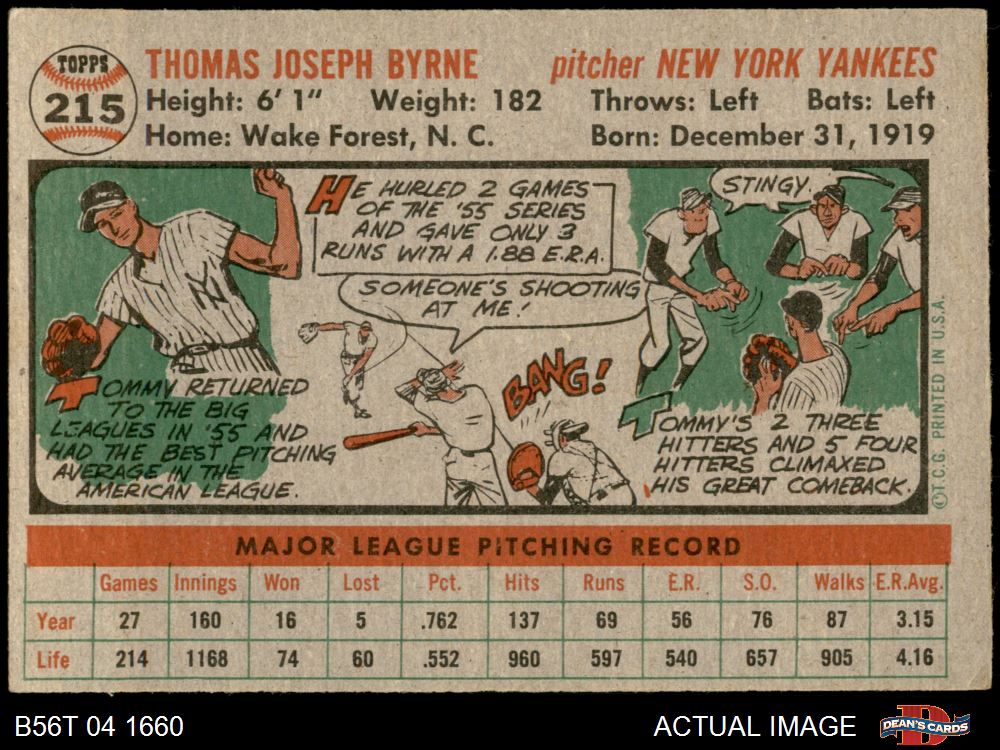 TOPPS
215
THOMAS JOSEPH BYRNE pitcher NEW YORK YANKEES
Height: 6' 1" Weight: 182 Throws: Left Bats: Left
Home: Wake Forest, N. C. Born: December 31, 1919
HE HURLED 2 GAMES
OF THE '55 SERIES
AND GAVE ONLY 3
RUNS WITH A 1.88 E.R.A.
STINGY.
SOMEONE'S SHOOTING
AT ME!
BANG!
NY
TOMMY RETURNED
TO THE BIG
LEAGUES IN '55 AND
HAD THE BEST PITCHING
AVERAGE IN THE
AMERICAN LEAGUE.
TOMMY'S 2 THREE
HITTERS AND 5 FOUR
HITTERS CLIMAXED
HIS GREAT COMEBACK.
©T.C.G. PRINTED IN U.S.A.
MAJOR LEAGUE PITCHING RECORD
Games Innings Won Lost Pct. Hits Runs E.R. S.O. Walks E.R.Avg.
Year 27 160 16 5 .762 137 69 56 76 87 3.15
Life 214 1168 74 60 .552 960 597 540 657 905 4.16
B56T 04 1660 ACTUAL IMAGE DEAN'S CARDS